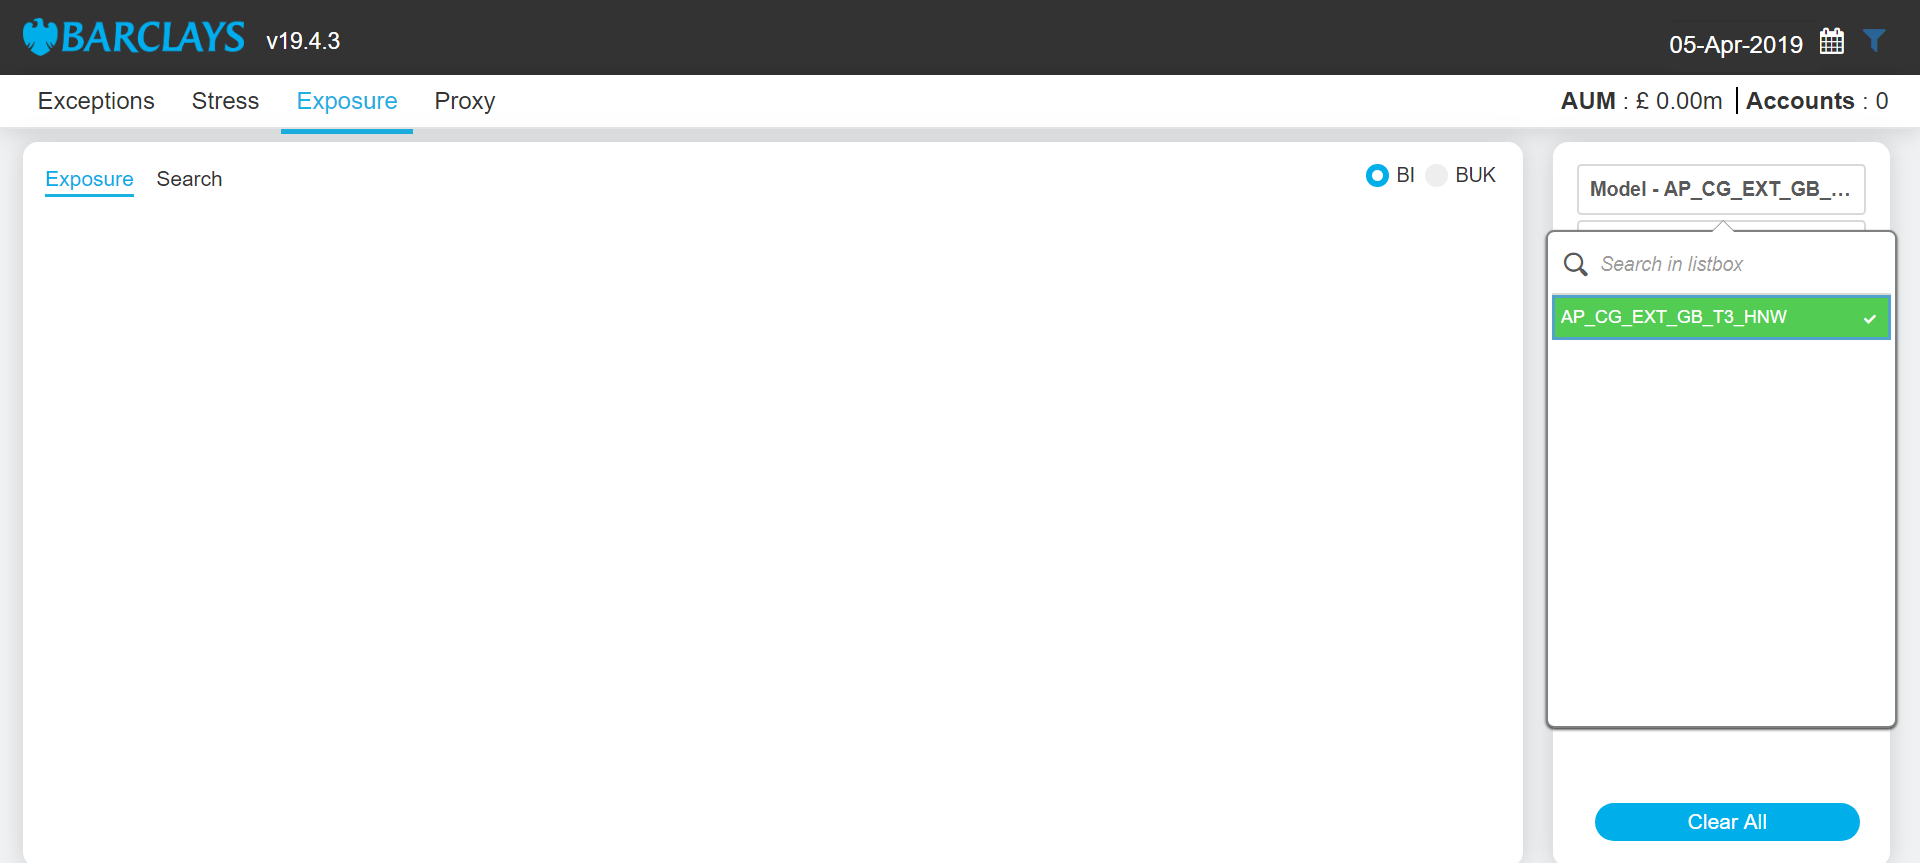 BARCLAYS v19.4.3
05-Apr-2019
Exceptions Stress Exposure Proxy
AUM : £ 0.00m Accounts : 0
Exposure Search
BI BUK
Model - AP_CG_EXT_GB_...
Search in listbox
AP_CG_EXT_GB_T3_HNW
Clear All